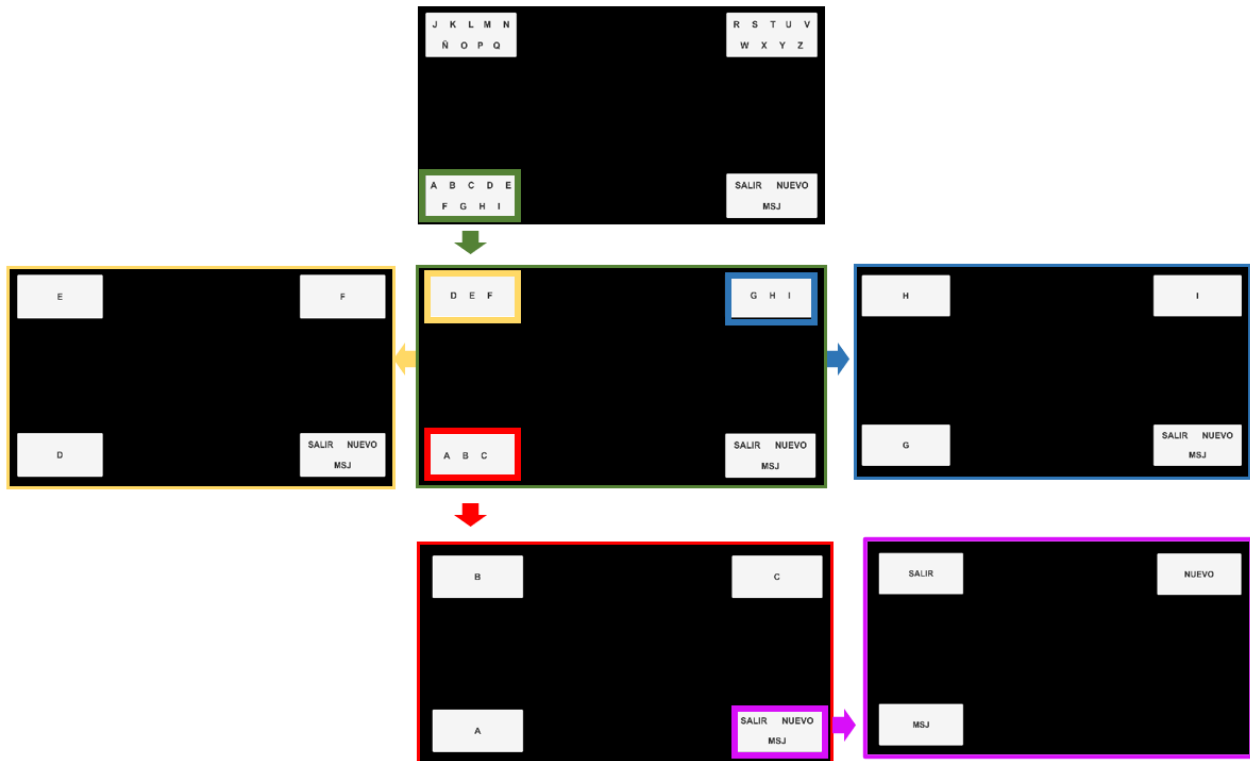 J K L M N
Ñ O P Q
R S T U V
W X Y Z
A B C D E
F G H I
SALIR NUEVO
MSJ
E
F
D
SALIR NUEVO
MSJ
D E F
G H I
A B C
SALIR NUEVO
MSJ
H
I
G
SALIR NUEVO
MSJ
B
C
A
SALIR NUEVO
MSJ
SALIR
NUEVO
MSJ